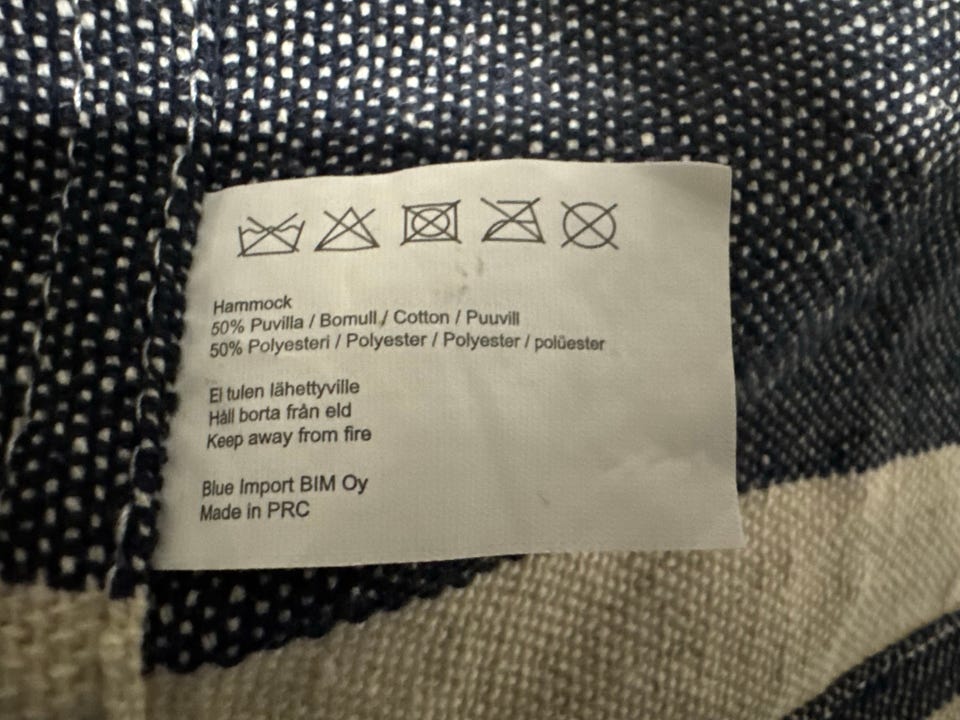 Hammock
50% Puvilla / Bomull / Cotton / Puuvill
50% Polyesteri / Polyester / Polyester / polüester
Ei tulen lähettyville
Håll borta från eld
Keep away from fire
Blue Import BIM Oy
Made in PRC